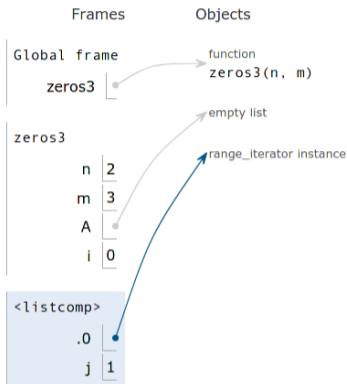 Frames Objects
Global frame
function
zeros3(n, m)
zeros3
empty list
zeros3
range_iterator instance
n 2
m 3
A
i 0
<listcomp>
.0
j 1